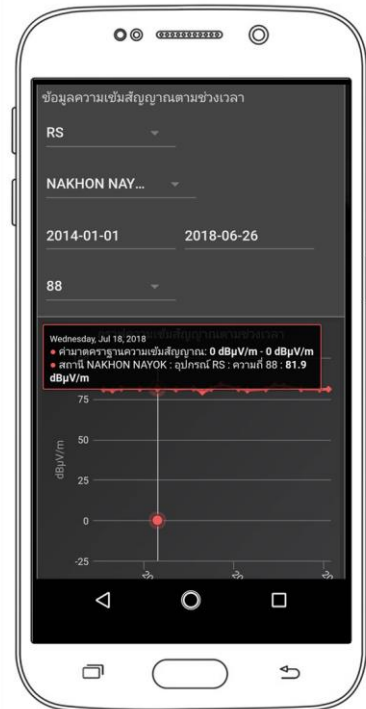 ข้อมูลความเข้มสัญญาณตามช่วงเวลา
RS
NAKHON NAY...
2014-01-01 2018-06-26
88
Wednesday, Jul 18, 2018
● ค่ามาตคราฐานความเข้มสัญญาณ: 0 dBµV/m - 0 dBµV/m
● สถานี NAKHON NAYOK : อุปกรณ์ RS : ความถี่ 88 : 81.9
dBµV/m
75
50
25
0
-25
dBµV/m